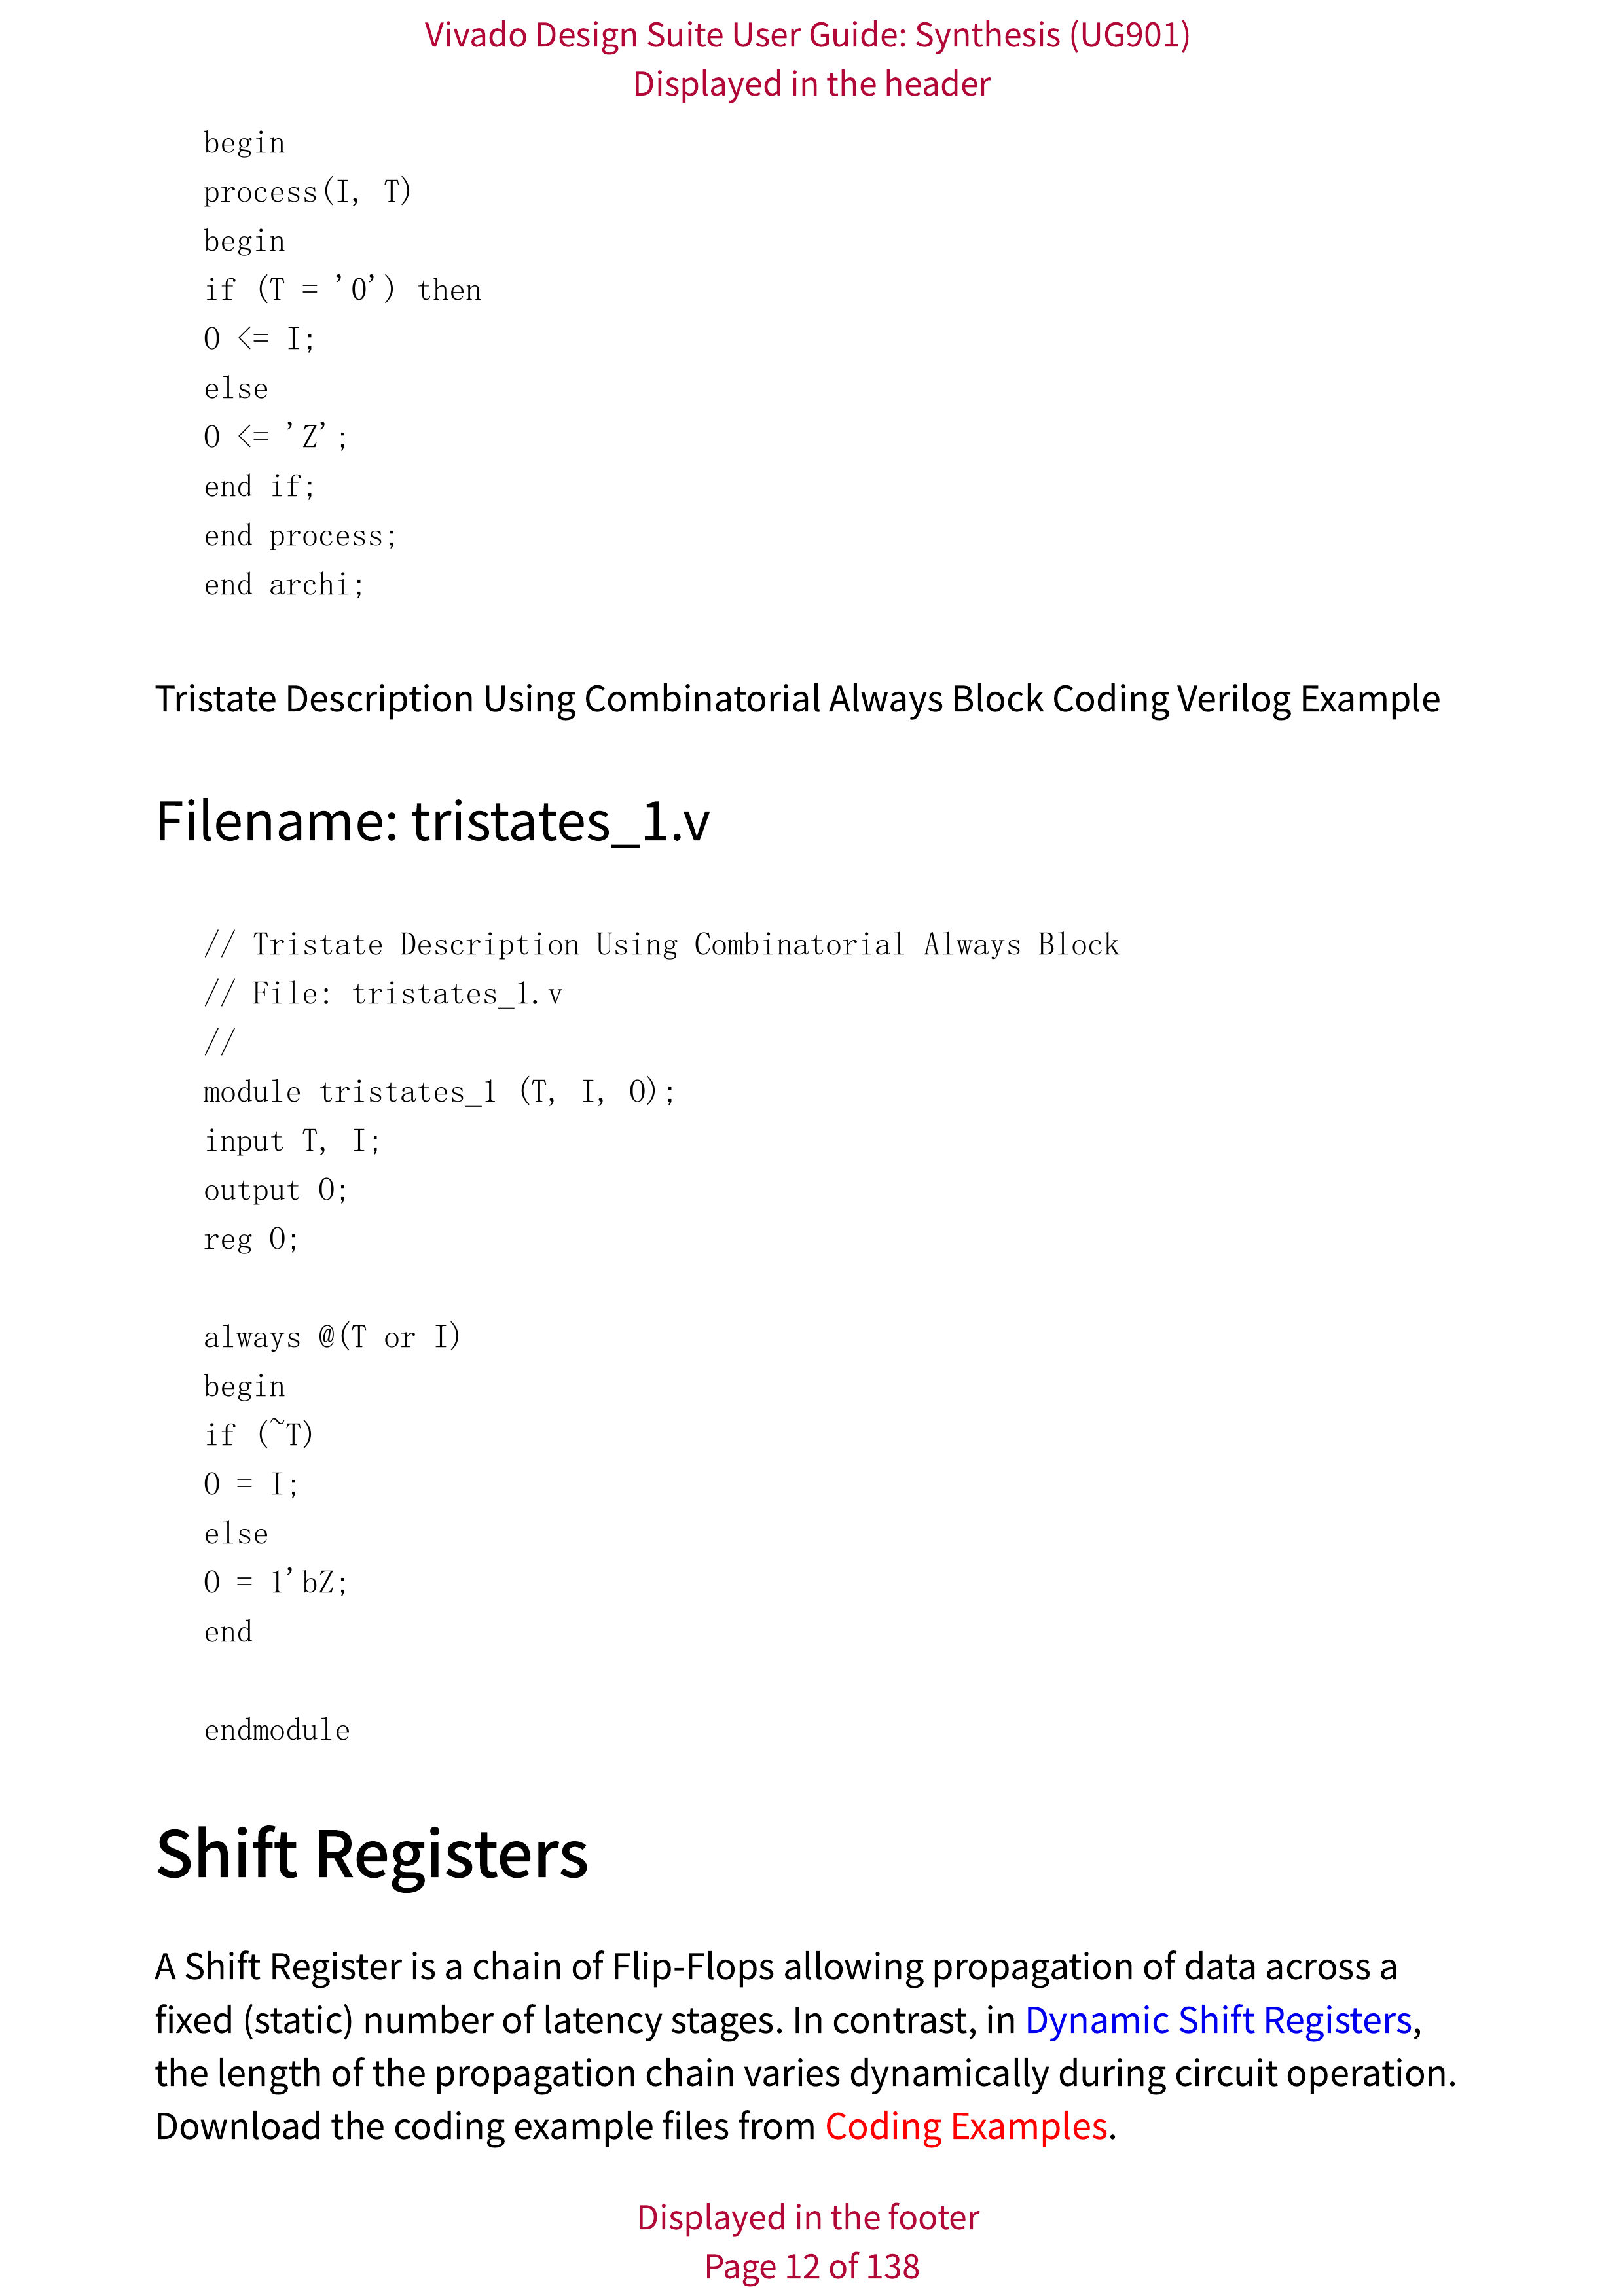 Vivado Design Suite User Guide: Synthesis (UG901)
Displayed in the header
begin
process(I, T)
begin
if (T = '0') then
O <= I;
else
O <= 'Z';
end if;
end process;
end archi;
Tristate Description Using Combinatorial Always Block Coding Verilog Example
Filename: tristates_1.v
// Tristate Description Using Combinatorial Always Block
// File: tristates_1.v
//
module tristates_1 (T, I, O);
input T, I;
output O;
reg O;
always @(T or I)
begin
if (~T)
O = I;
else
O = 1'bZ;
end
endmodule
Shift Registers
A Shift Register is a chain of Flip-Flops allowing propagation of data across a
fixed (static) number of latency stages. In contrast, in Dynamic Shift Registers,
the length of the propagation chain varies dynamically during circuit operation.
Download the coding example files from Coding Examples.
Displayed in the footer
Page 12 of 138